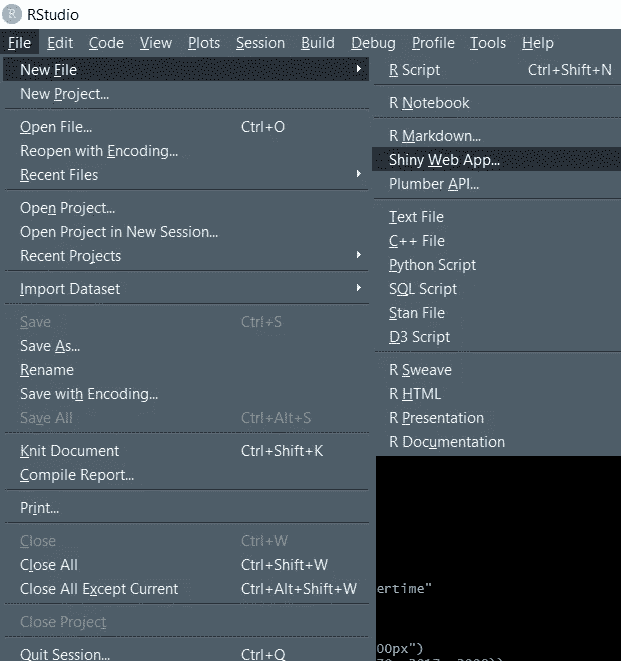 R RStudio
File Edit Code View Plots Session Build Debug Profile Tools Help
New File
New Project...
Open File... Ctrl+O
Reopen with Encoding...
Recent Files
Open Project...
Open Project in New Session...
Recent Projects
Import Dataset
Save Ctrl+S
Save As...
Rename
Save with Encoding...
Save All Ctrl+Alt+S
Knit Document Ctrl+Shift+K
Compile Report...
Print...
Close Ctrl+W
Close All Ctrl+Shift+W
Close All Except Current Ctrl+Alt+Shift+W
Close Project
Quit Session... Ctrl+Q
R Script Ctrl+Shift+N
R Notebook
R Markdown...
Shiny Web App...
Plumber API...
Text File
C++ File
Python Script
SQL Script
Stan File
D3 Script
R Sweave
R HTML
R Presentation
R Documentation
ertime"
00px")